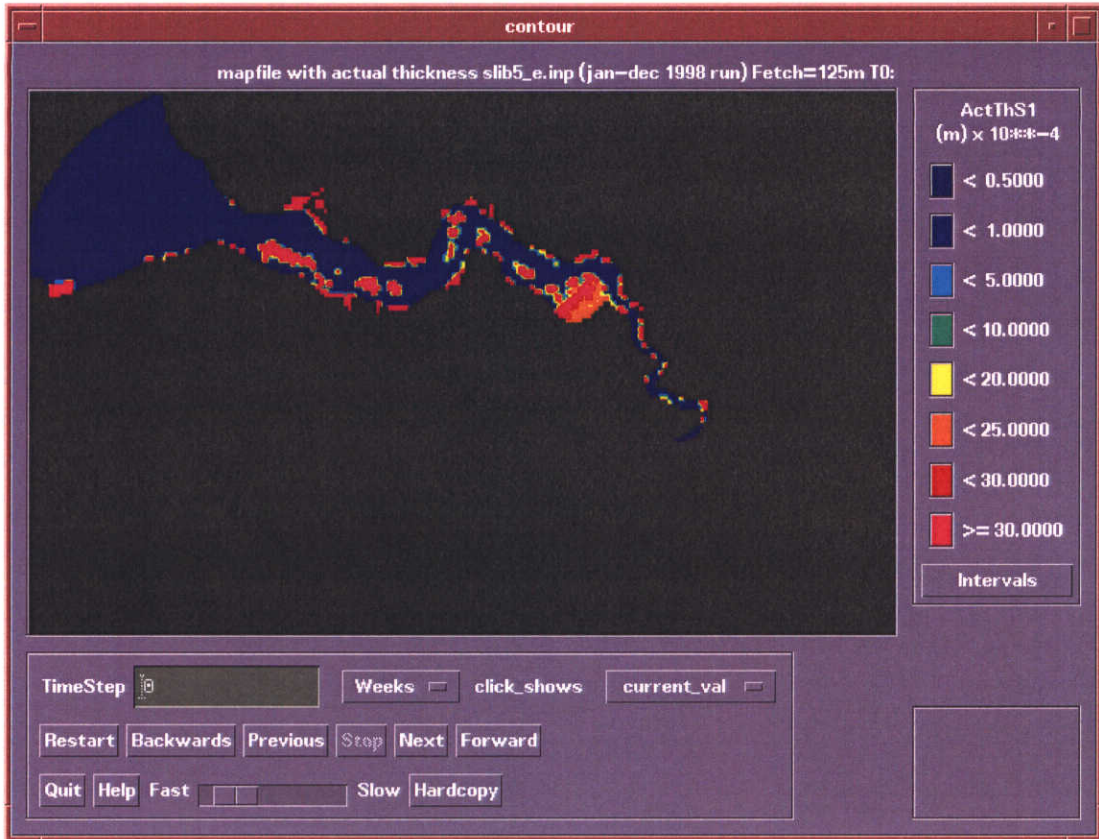 contour
mapfile with actual thickness slib5_e.inp (jan-dec 1998 run) Fetch=125m T0:
ActThS1
(m) x 10**-4
< 0.5000
< 1.0000
< 5.0000
< 10.0000
< 20.0000
< 25.0000
< 30.0000
>= 30.0000
Intervals
TimeStep 0 Weeks click_shows current_val
Restart Backwards Previous Stop Next Forward
Quit Help Fast Slow Hardcopy